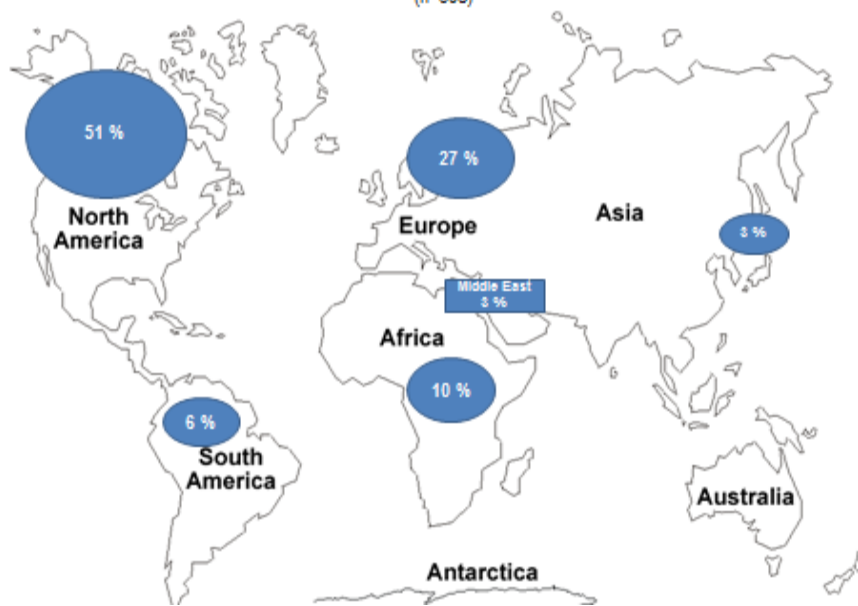 51 %
27 %
North
America
Europe
Asia
3 %
Middle East
3 %
Africa
10 %
6 %
South
America
Australia
Antarctica